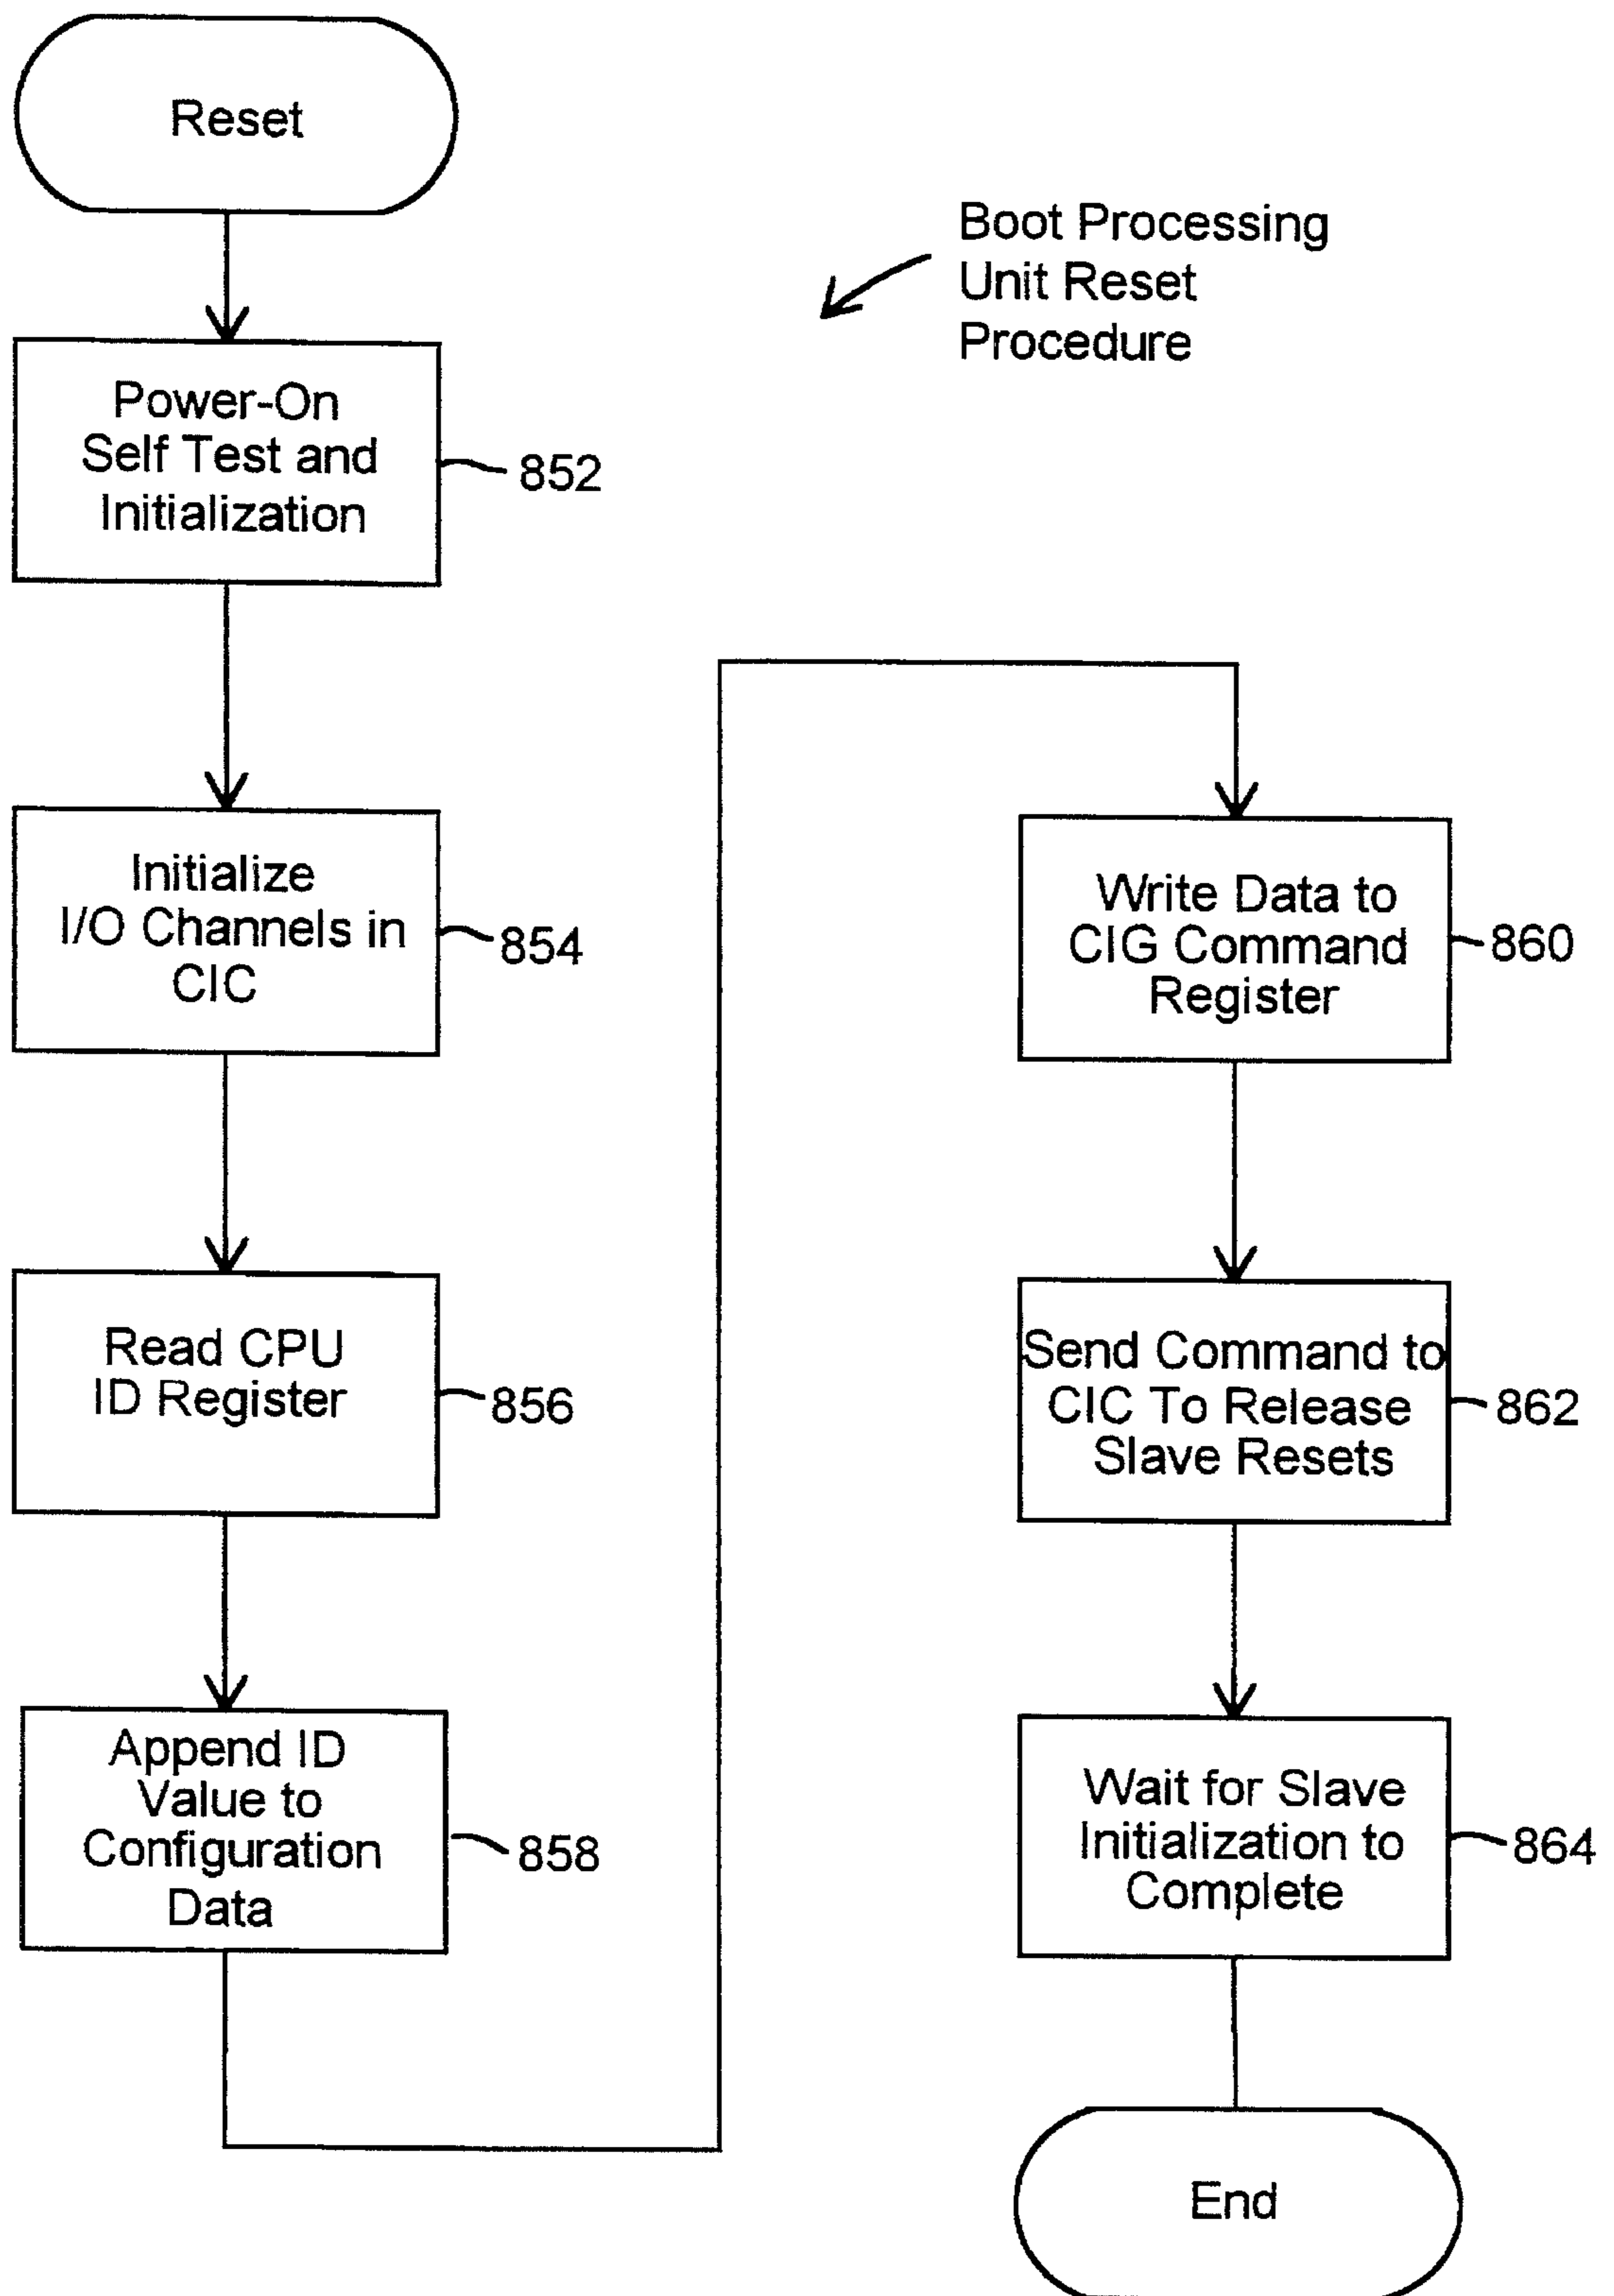 Reset
Boot Processing
Unit Reset
Procedure
Power-On
Self Test and
Initialization
852
Initialize
I/O Channels in
CIC
854
Read CPU
ID Register
856
Append ID
Value to
Configuration
Data
858
Write Data to
CIG Command
Register
860
Send Command to
CIC To Release
Slave Resets
862
Wait for Slave
Initialization to
Complete
864
End